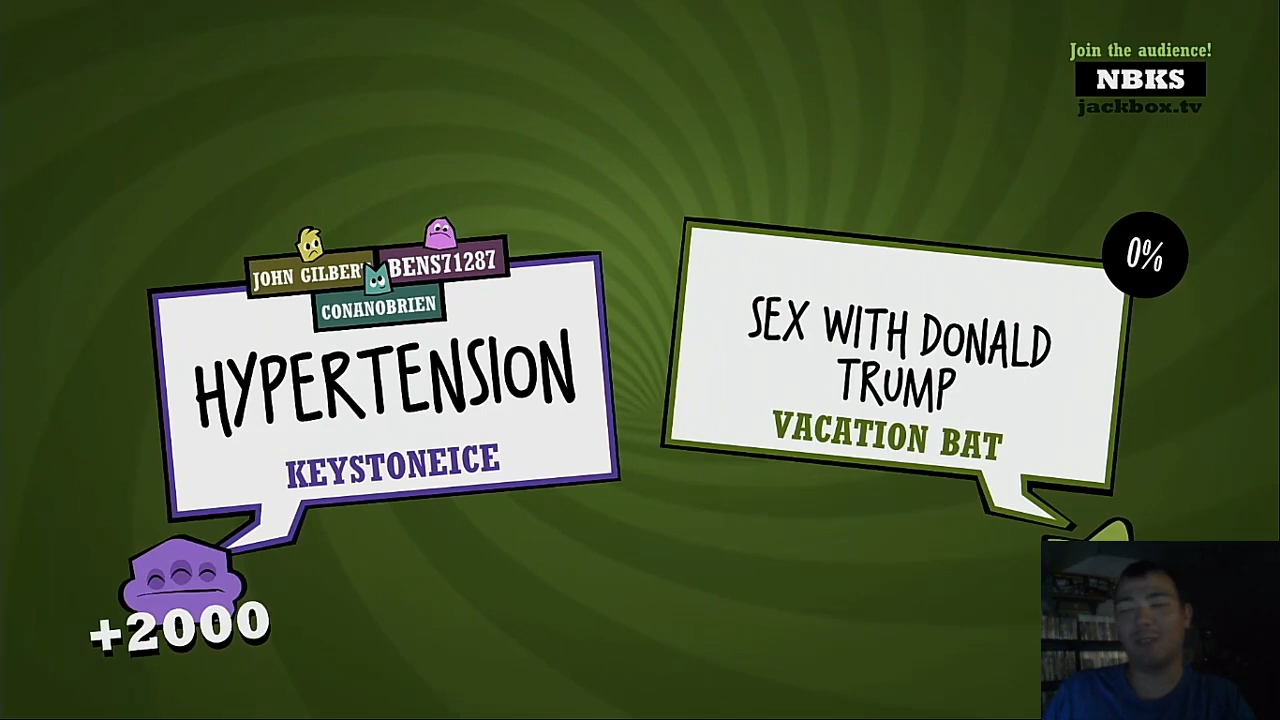 Join the audience!
NBKS
jackbox.tv
JOHN GILBERT
BENS71287
CONANOBRIEN
HYPERTENSION
KEYSTONEICE
+2000
0%
SEX WITH DONALD
TRUMP
VACATION BAT